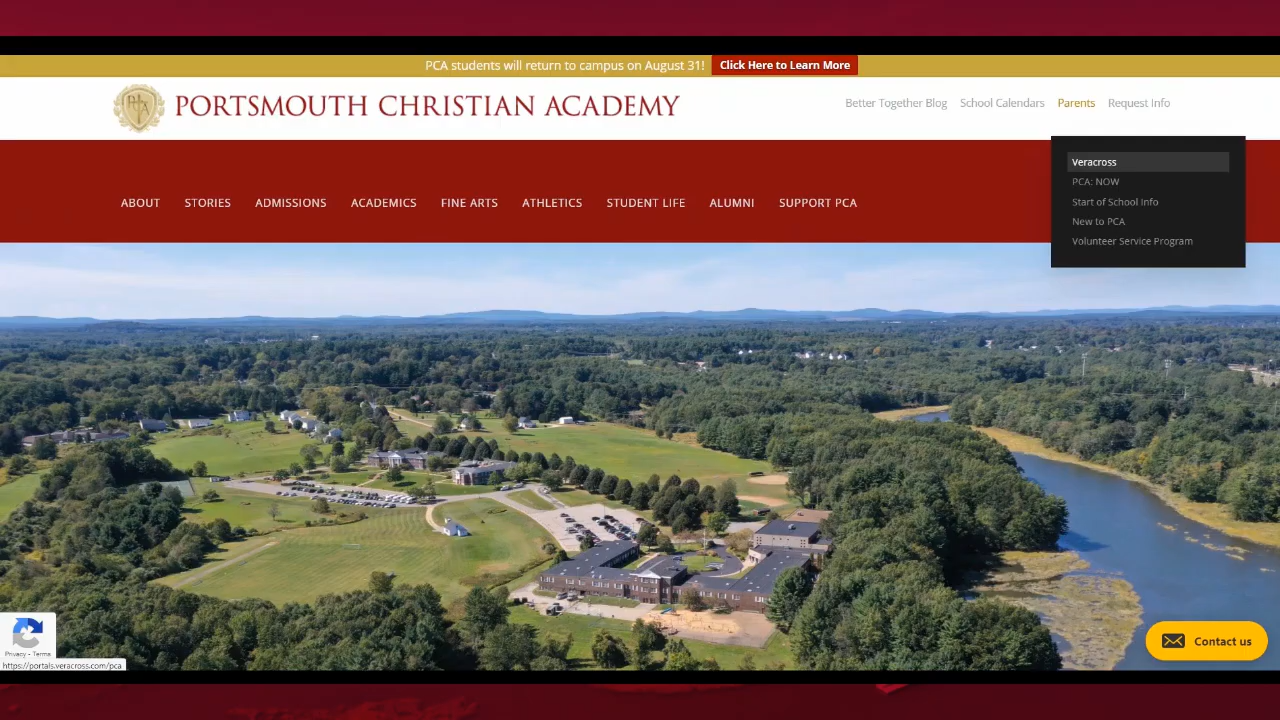 PCA students will return to campus on August 31! Click Here to Learn More
PCA
PORTSMOUTH CHRISTIAN ACADEMY
Better Together Blog School Calendars Parents Request Info
Veracross
PCA: NOW
Start of School Info
New to PCA
Volunteer Service Program
ABOUT STORIES ADMISSIONS ACADEMICS FINE ARTS ATHLETICS STUDENT LIFE ALUMNI SUPPORT PCA
Contact us
Privacy - Terms
https://portals.veracross.com/pca